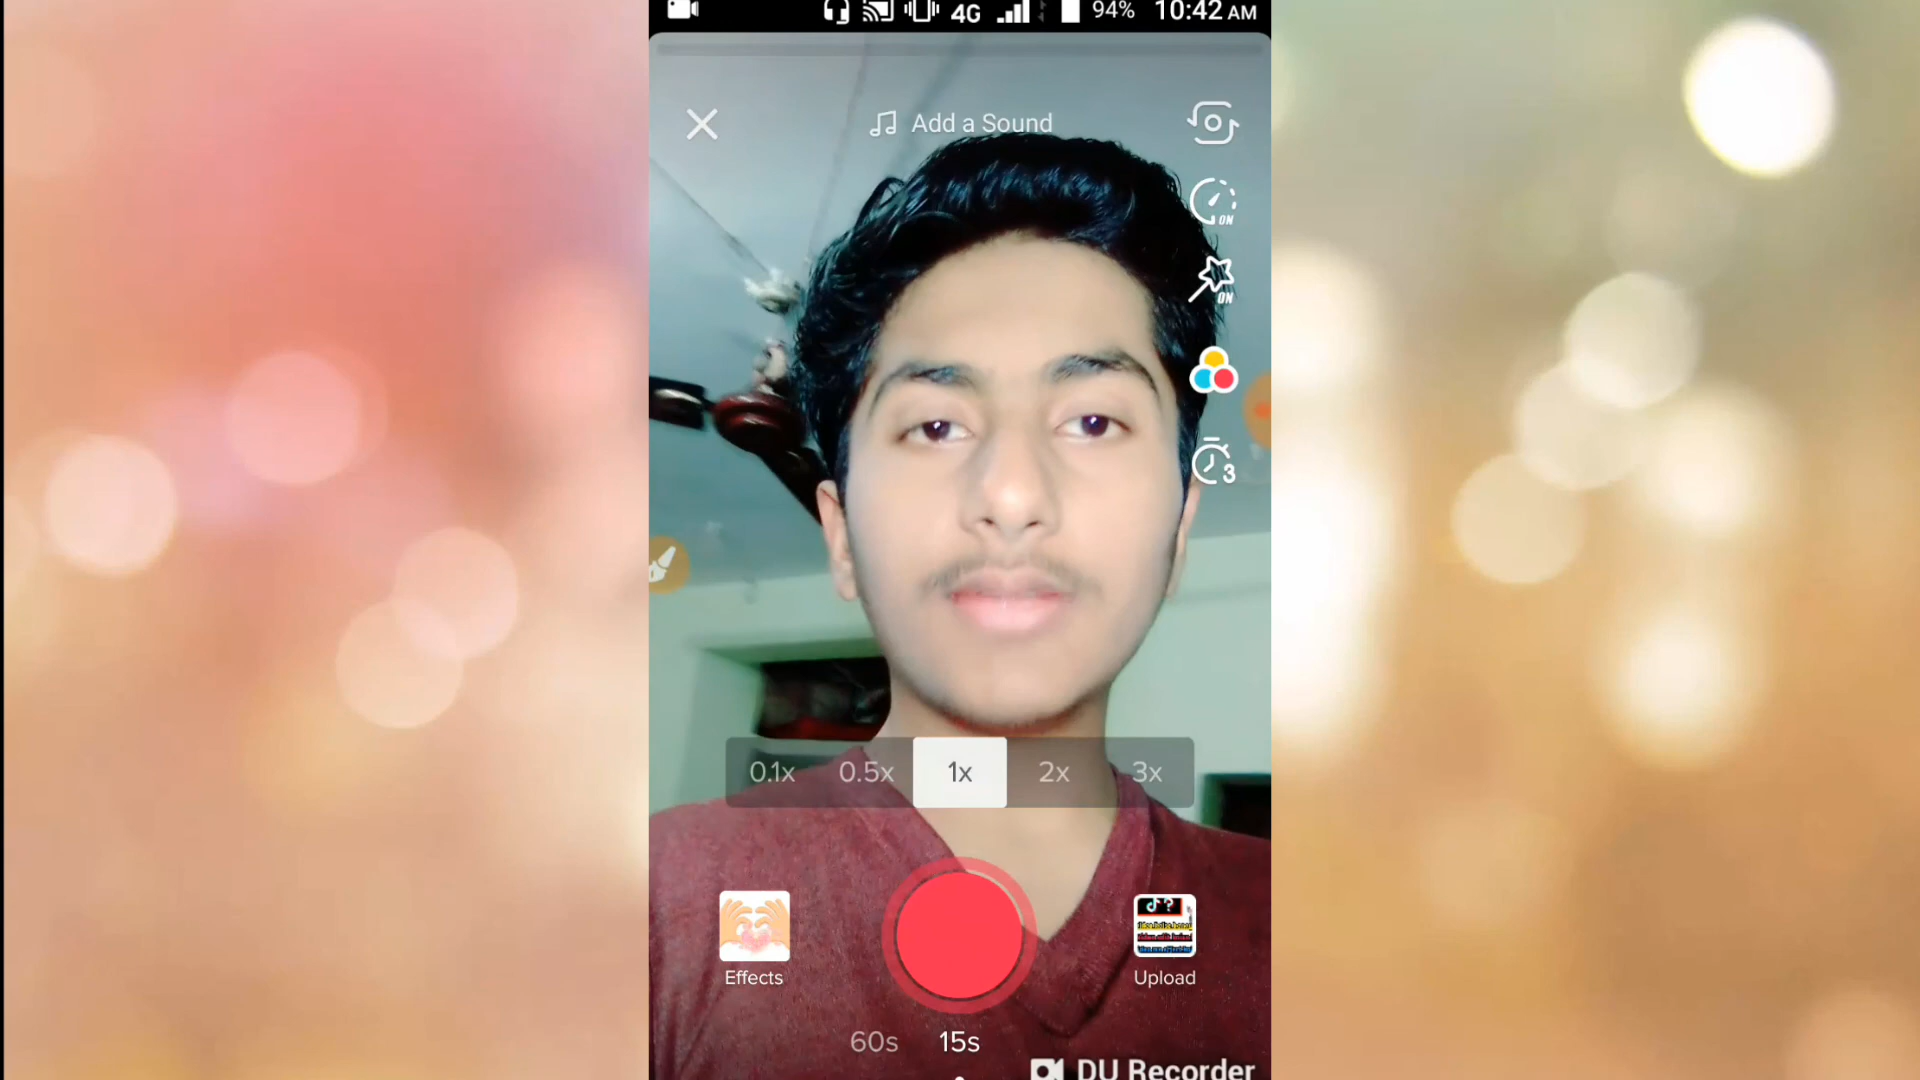 4G 94% 10:42 AM
Add a Sound
ON
ON
3
0.1x 0.5x 1x 2x 3x
Effects
Upload
60s 15s
DU Recorder